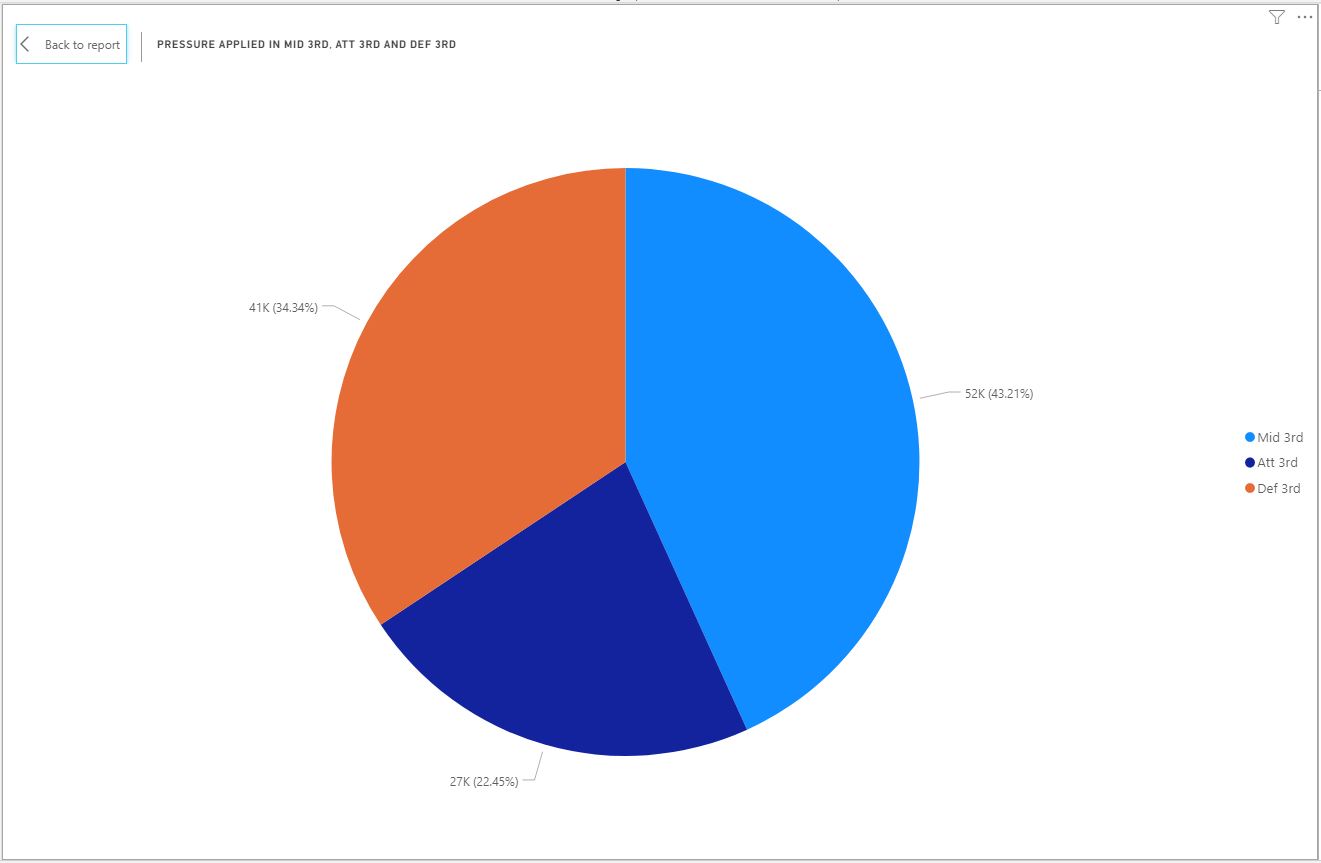 Back to report
PRESSURE APPLIED IN MID 3RD, ATT 3RD AND DEF 3RD
41K (34.34%)
52K (43.21%)
Mid 3rd
Att 3rd
Def 3rd
27K (22.45%)